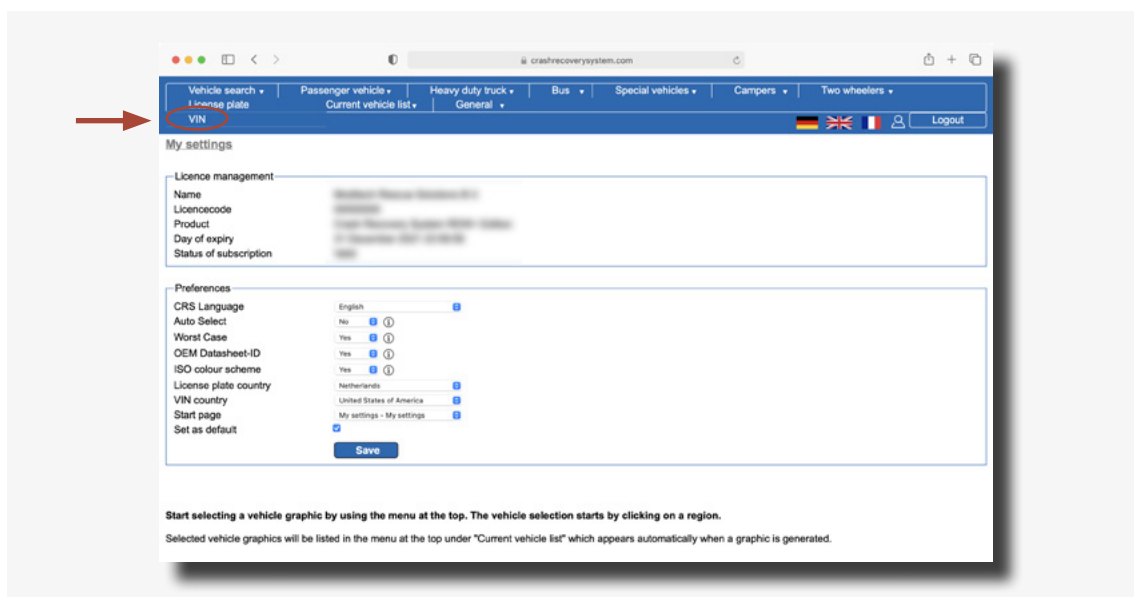 crashrecoverysystem.com
Vehicle search Passenger vehicle Heavy duty truck Bus Special vehicles Campers Two wheelers
License plate Current vehicle list General
VIN Logout
My settings
Licence management
Name
Licencecode
Product
Day of expiry
Status of subscription
Preferences
CRS Language English
Auto Select No
Worst Case Yes
OEM Datasheet-ID Yes
ISO colour scheme Yes
License plate country Netherlands
VIN country United States of America
Start page My settings - My settings
Set as default
Save
Start selecting a vehicle graphic by using the menu at the top. The vehicle selection starts by clicking on a region.
Selected vehicle graphics will be listed in the menu at the top under "Current vehicle list" which appears automatically when a graphic is generated.